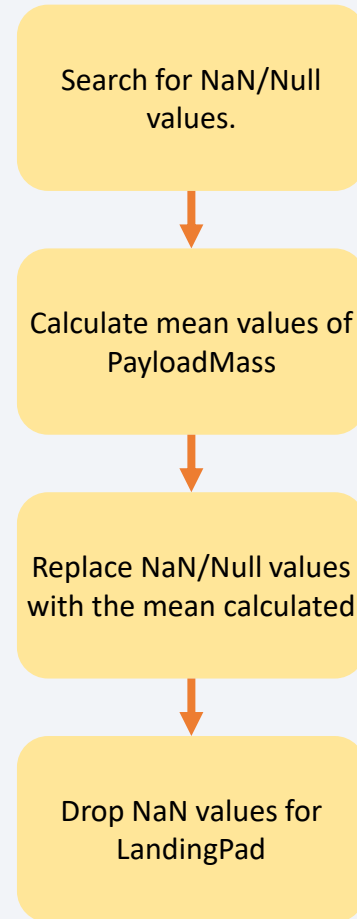 Search for NaN/Null
values.
Calculate mean values of
PayloadMass
Replace NaN/Null values
with the mean calculated
Drop NaN values for
LandingPad